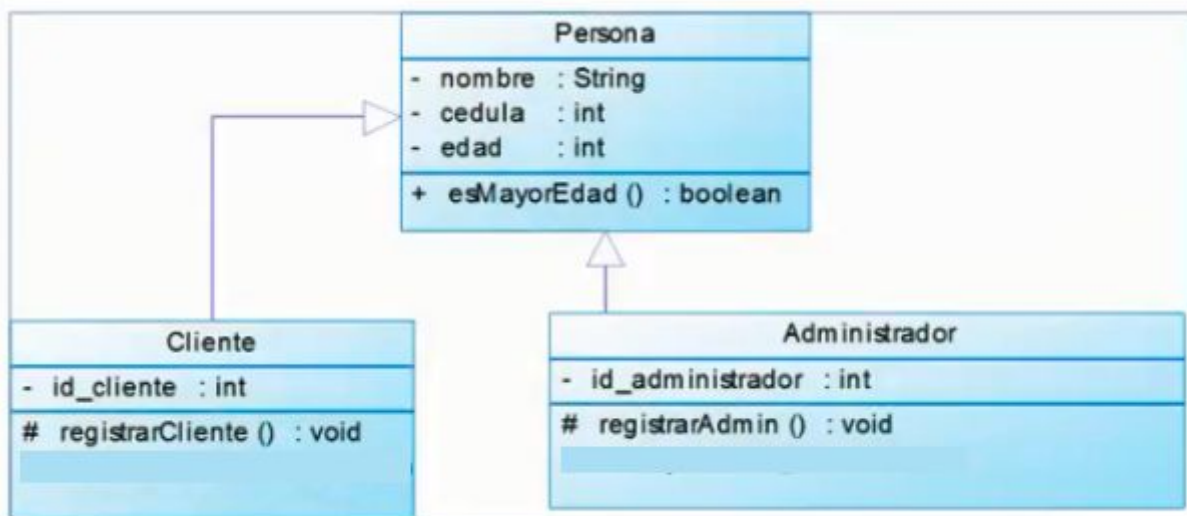 Persona
- nombre : String
- cedula : int
- edad : int
+ esMayorEdad () : boolean
Cliente
- id_cliente : int
# registrarCliente () : void
Administrador
- id_administrador : int
# registrarAdmin () : void